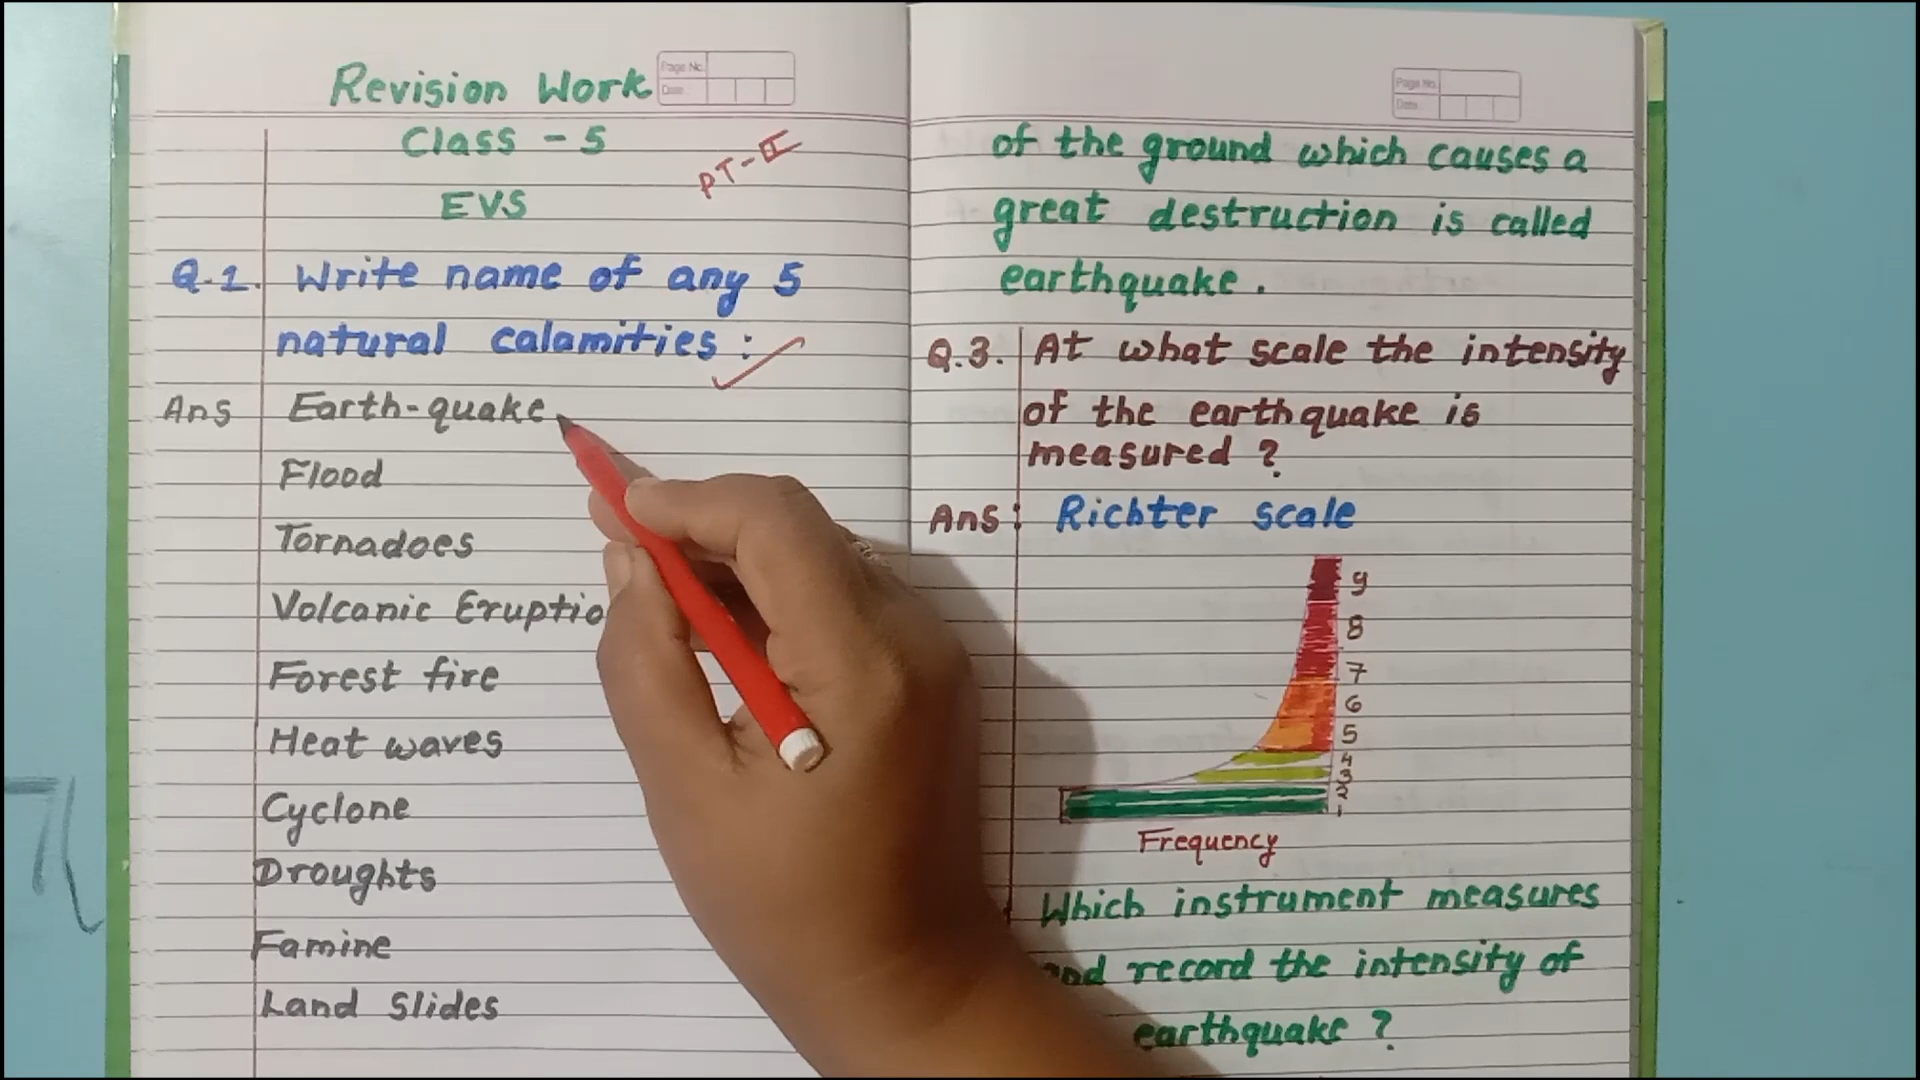 Revision Work
Page No.
Date
Class - 5
PT-II
EVS
Q.1. Write name of any 5
natural calamities :
Ans Earth-quake
Flood
Tornadoes
Volcanic Eruptio
Forest fire
Heat waves
Cyclone
Droughts
Famine
Land Slides
Page No.
Date
of the ground which causes a
great destruction is called
earthquake.
Q.3. At what scale the intensity
of the earthquake is
measured ?
Ans: Richter scale
9
8
7
6
5
4
3
2
1
Frequency
Which instrument measures
record the intensity of
earthquake ?